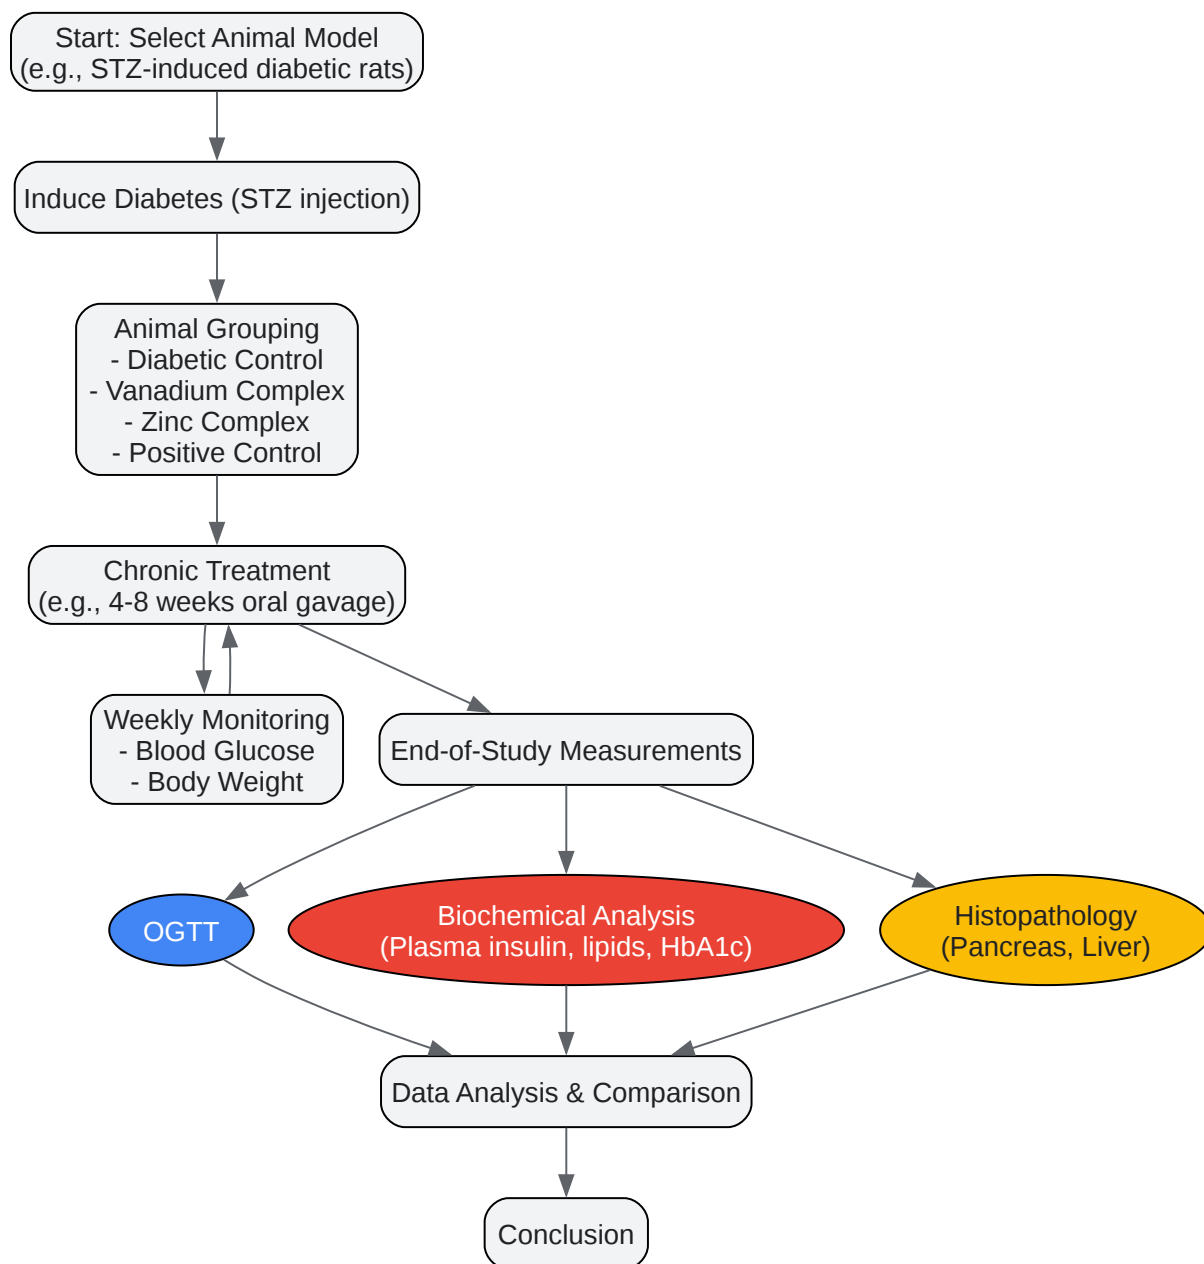 Start: Select Animal Model
(e.g., STZ-induced diabetic rats)
Induce Diabetes (STZ injection)
Animal Grouping
- Diabetic Control
- Vanadium Complex
- Zinc Complex
- Positive Control
Chronic Treatment
(e.g., 4-8 weeks oral gavage)
Weekly Monitoring
- Blood Glucose
- Body Weight
End-of-Study Measurements
OGTT
Biochemical Analysis
(Plasma insulin, lipids, HbA1c)
Histopathology
(Pancreas, Liver)
Data Analysis & Comparison
Conclusion